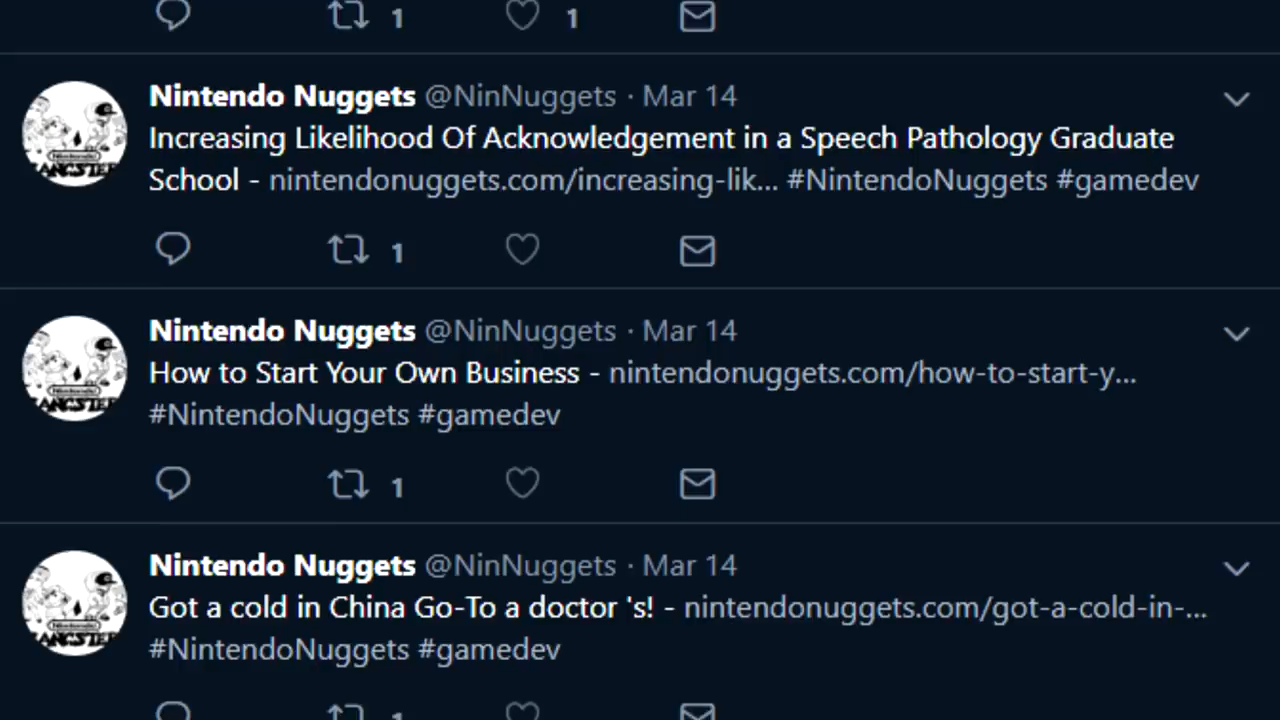 1 1
Nintendo Nuggets @NinNuggets · Mar 14
Increasing Likelihood Of Acknowledgement in a Speech Pathology Graduate
School - nintendonuggets.com/increasing-lik... #NintendoNuggets #gamedev
1
Nintendo Nuggets @NinNuggets · Mar 14
How to Start Your Own Business - nintendonuggets.com/how-to-start-y...
#NintendoNuggets #gamedev
1
Nintendo Nuggets @NinNuggets · Mar 14
Got a cold in China Go-To a doctor 's! - nintendonuggets.com/got-a-cold-in-...
#NintendoNuggets #gamedev
1